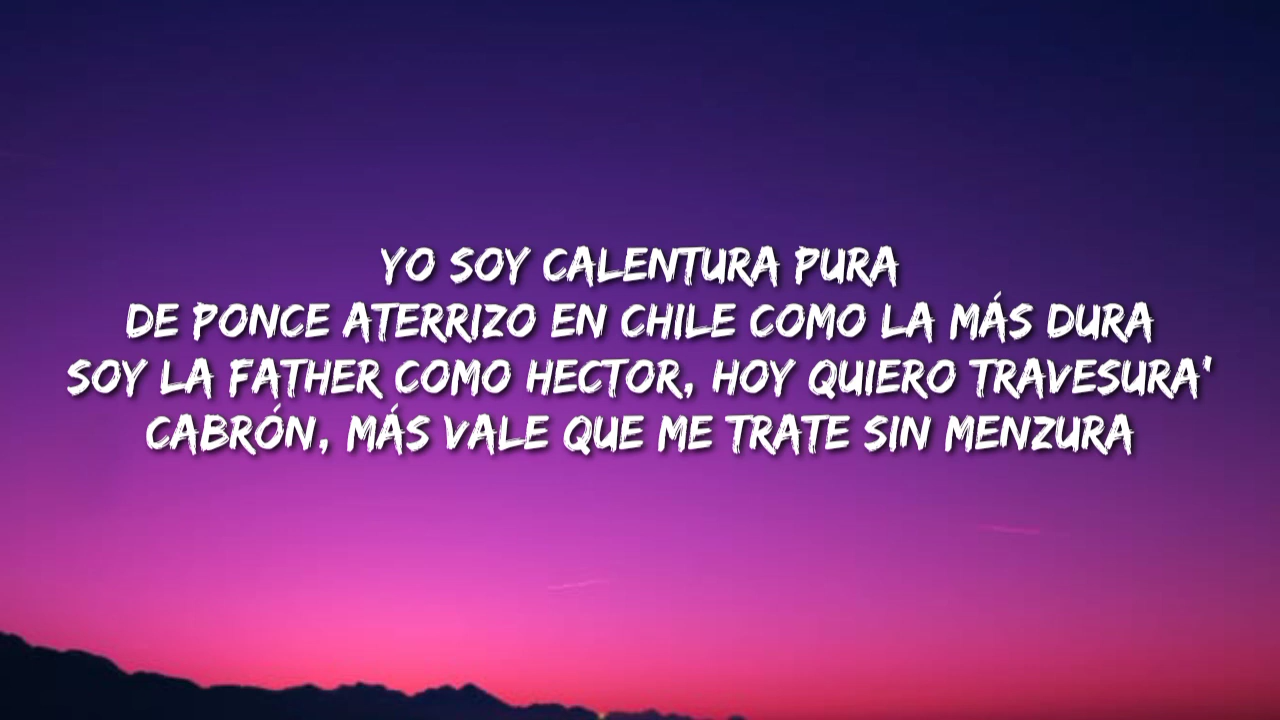 YO SOY CALENTURA PURA
DE PONCE ATERRIZO EN CHILE COMO LA MÁS DURA
SOY LA FATHER COMO HECTOR, HOY QUIERO TRAVESURA'
CABRÓN, MÁS VALE QUE ME TRATE SIN MENZURA